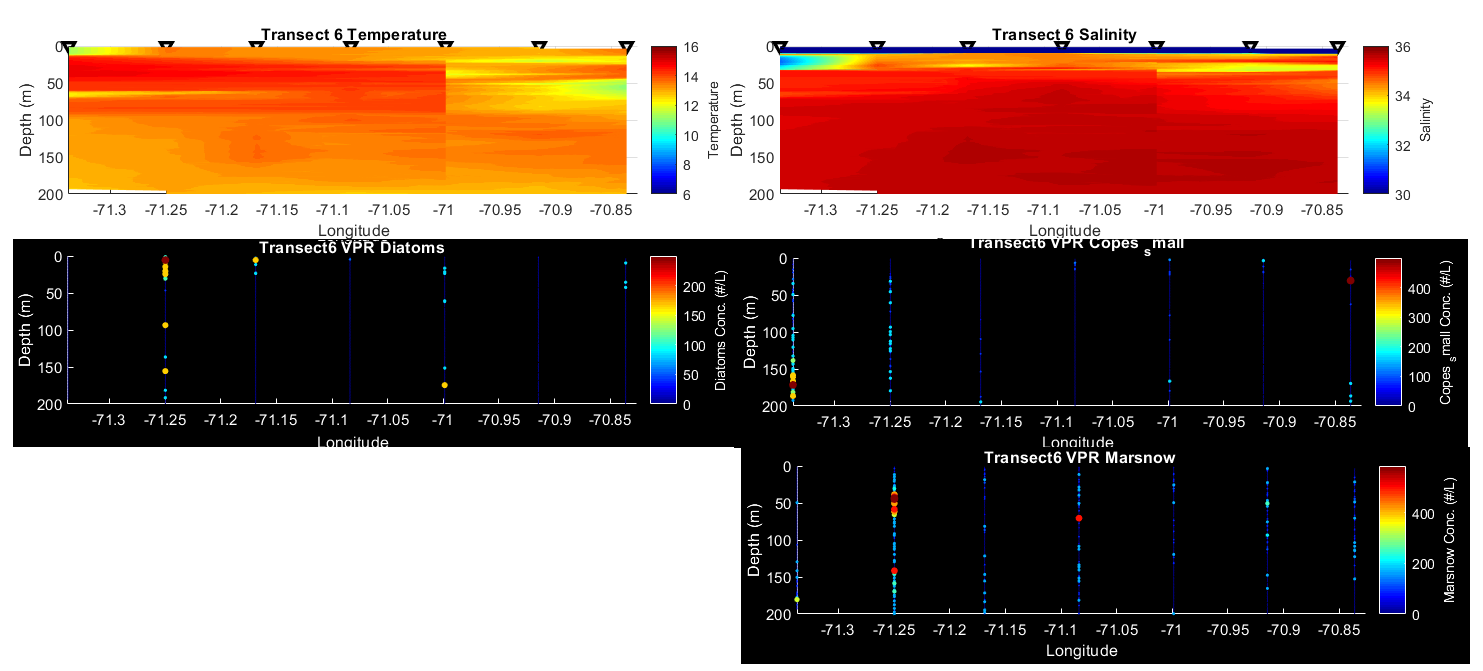 Transect 6 Temperature
0
50
100
150
200
Depth (m)
-71.3 -71.25 -71.2 -71.15 -71.1 -71.05 -71 -70.95 -70.9 -70.85
Longitude
16
14
12
10
8
6
Temperature
Transect 6 Salinity
0
50
100
150
200
Depth (m)
-71.3 -71.25 -71.2 -71.15 -71.1 -71.05 -71 -70.95 -70.9 -70.85
Longitude
36
34
32
30
Salinity
Transect6 VPR Diatoms
0
50
100
150
200
Depth (m)
-71.3 -71.25 -71.2 -71.15 -71.1 -71.05 -71 -70.95 -70.9 -70.85
Longitude
200
150
100
50
0
Diatoms Conc. (#/L)
Transect6 VPR Copes small
0
50
100
150
200
Depth (m)
-71.3 -71.25 -71.2 -71.15 -71.1 -71.05 -71 -70.95 -70.9 -70.85
Longitude
400
300
200
100
0
Copes small Conc. (#/L)
Transect6 VPR Marsnow
0
50
100
150
200
Depth (m)
-71.3 -71.25 -71.2 -71.15 -71.1 -71.05 -71 -70.95 -70.9 -70.85
Longitude
400
200
0
Marsnow Conc. (#/L)